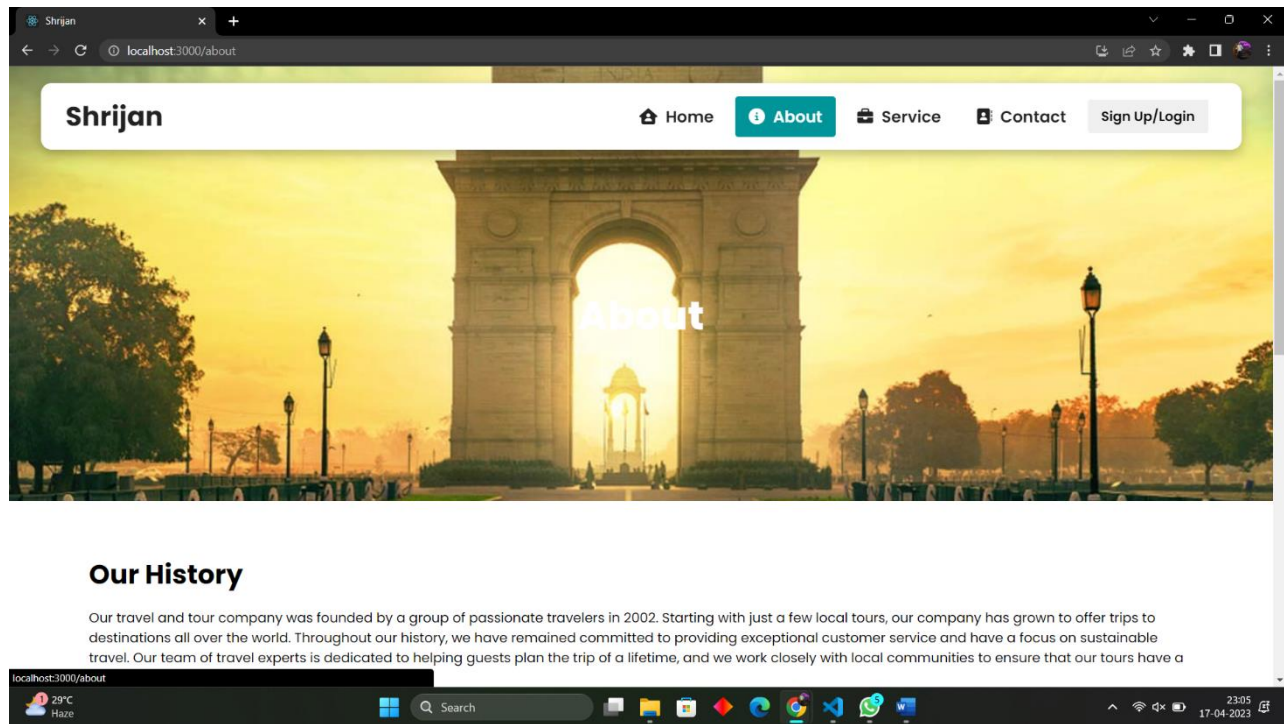 Shrijan
localhost:3000/about
INDIA
Shrijan Home About Service Contact Sign Up/Login
About
Our History
Our travel and tour company was founded by a group of passionate travelers in 2002. Starting with just a few local tours, our company has grown to offer trips to
destinations all over the world. Throughout our history, we have remained committed to providing exceptional customer service and have a focus on sustainable
travel. Our team of travel experts is dedicated to helping guests plan the trip of a lifetime, and we work closely with local communities to ensure that our tours have a
localhost:3000/about
1
29°C
Haze
Search
23:05
17-04-2023